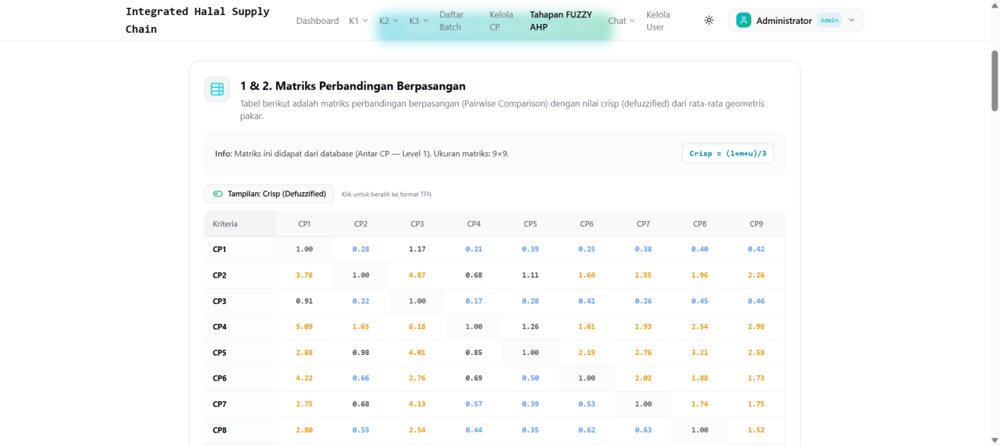 Integrated Halal Supply
Chain
Dashboard K1 K2 K3 Daftar Batch Kelola CP Tahapan FUZZY AHP Chat Kelola User Administrator Admin
1 & 2. Matriks Perbandingan Berpasangan
Tabel berikut adalah matriks perbandingan berpasangan (Pairwise Comparison) dengan nilai crisp (defuzzified) dari rata-rata geometris
pakar.
Info: Matriks ini didapat dari database (Antar CP — Level 1). Ukuran matriks: 9×9. Crisp = (l+m+u)/3
Tampilan: Crisp (Defuzzified) Klik untuk beralih ke format TFN
Kriteria CP1 CP2 CP3 CP4 CP5 CP6 CP7 CP8 CP9
CP1 1.00 0.28 1.17 0.21 0.39 0.25 0.38 0.40 0.42
CP2 3.78 1.00 4.87 0.68 1.11 1.64 1.55 1.96 2.26
CP3 0.91 0.22 1.00 0.17 0.28 0.41 0.26 0.45 0.46
CP4 5.09 1.65 6.18 1.00 1.26 1.61 1.93 2.54 2.98
CP5 2.88 0.98 4.01 0.85 1.00 2.19 2.76 3.21 2.58
CP6 4.22 0.66 2.76 0.69 0.50 1.00 2.02 1.88 1.73
CP7 2.75 0.68 4.13 0.57 0.39 0.53 1.00 1.74 1.75
CP8 2.80 0.55 2.54 0.44 0.35 0.62 0.63 1.00 1.52